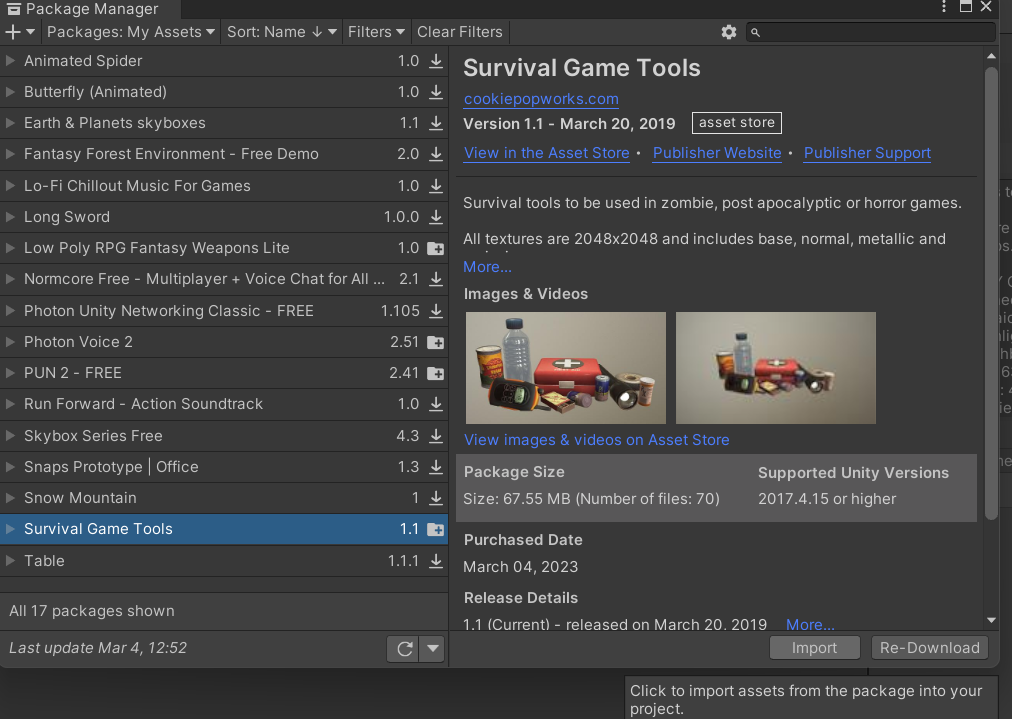 Package Manager
Packages: My Assets
Sort: Name ↓
Filters
Clear Filters
Animated Spider 1.0
Butterfly (Animated) 1.0
Earth & Planets skyboxes 1.1
Fantasy Forest Environment - Free Demo 2.0
Lo-Fi Chillout Music For Games 1.0
Long Sword 1.0.0
Low Poly RPG Fantasy Weapons Lite 1.0
Normcore Free - Multiplayer + Voice Chat for All ... 2.1
Photon Unity Networking Classic - FREE 1.105
Photon Voice 2 2.51
PUN 2 - FREE 2.41
Run Forward - Action Soundtrack 1.0
Skybox Series Free 4.3
Snaps Prototype | Office 1.3
Snow Mountain 1
Survival Game Tools 1.1
Table 1.1.1
All 17 packages shown
Last update Mar 4, 12:52
Survival Game Tools
cookiepopworks.com
Version 1.1 - March 20, 2019 asset store
View in the Asset Store • Publisher Website • Publisher Support
Survival tools to be used in zombie, post apocalyptic or horror games.
All textures are 2048x2048 and includes base, normal, metallic and
More...
Images & Videos
View images & videos on Asset Store
Package Size
Size: 67.55 MB (Number of files: 70)
Supported Unity Versions
2017.4.15 or higher
Purchased Date
March 04, 2023
Release Details
1.1 (Current) - released on March 20, 2019 More...
Import
Re-Download
Click to import assets from the package into your
project.